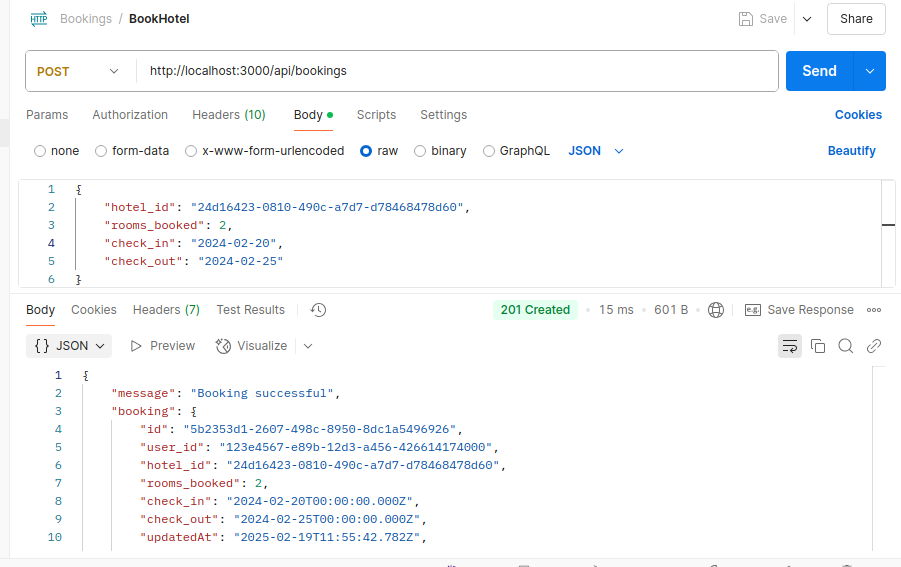 HTTP Bookings / BookHotel Save Share
POST http://localhost:3000/api/bookings Send
Params Authorization Headers (10) Body Scripts Settings Cookies
none form-data x-www-form-urlencoded raw binary GraphQL JSON Beautify
1 {
2 "hotel_id": "24d16423-0810-490c-a7d7-d78468478d60",
3 "rooms_booked": 2,
4 "check_in": "2024-02-20",
5 "check_out": "2024-02-25"
6 }
Body Cookies Headers (7) Test Results 201 Created • 15 ms • 601 B • e.g. Save Response
{} JSON Preview Visualize
1 {
2 "message": "Booking successful",
3 "booking": {
4 "id": "5b2353d1-2607-498c-8950-8dc1a5496926",
5 "user_id": "123e4567-e89b-12d3-a456-426614174000",
6 "hotel_id": "24d16423-0810-490c-a7d7-d78468478d60",
7 "rooms_booked": 2,
8 "check_in": "2024-02-20T00:00:00.000Z",
9 "check_out": "2024-02-25T00:00:00.000Z",
10 "updatedAt": "2025-02-19T11:55:42.782Z",